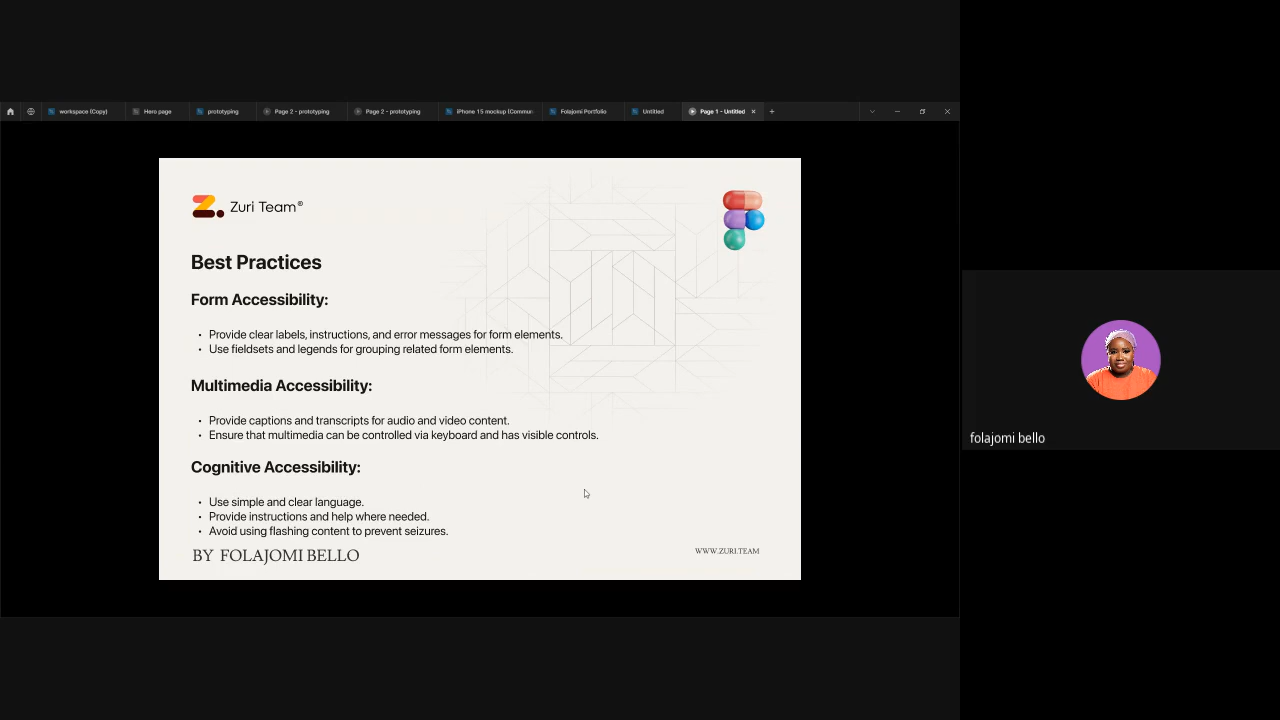 workspace (Copy)
Hero page
prototyping
Page 2 - prototyping
Page 2 - prototyping
iPhone 15 mockup (Commu
Folajomi Portfolio
Untitled
Page 1 - Untitled
Zuri Team®
Best Practices
Form Accessibility:
• Provide clear labels, instructions, and error messages for form elements.
• Use fieldsets and legends for grouping related form elements.
Multimedia Accessibility:
• Provide captions and transcripts for audio and video content.
• Ensure that multimedia can be controlled via keyboard and has visible controls.
Cognitive Accessibility:
• Use simple and clear language.
• Provide instructions and help where needed.
• Avoid using flashing content to prevent seizures.
BY FOLAJOMI BELLO
WWW.ZURI.TEAM
folajomi bello